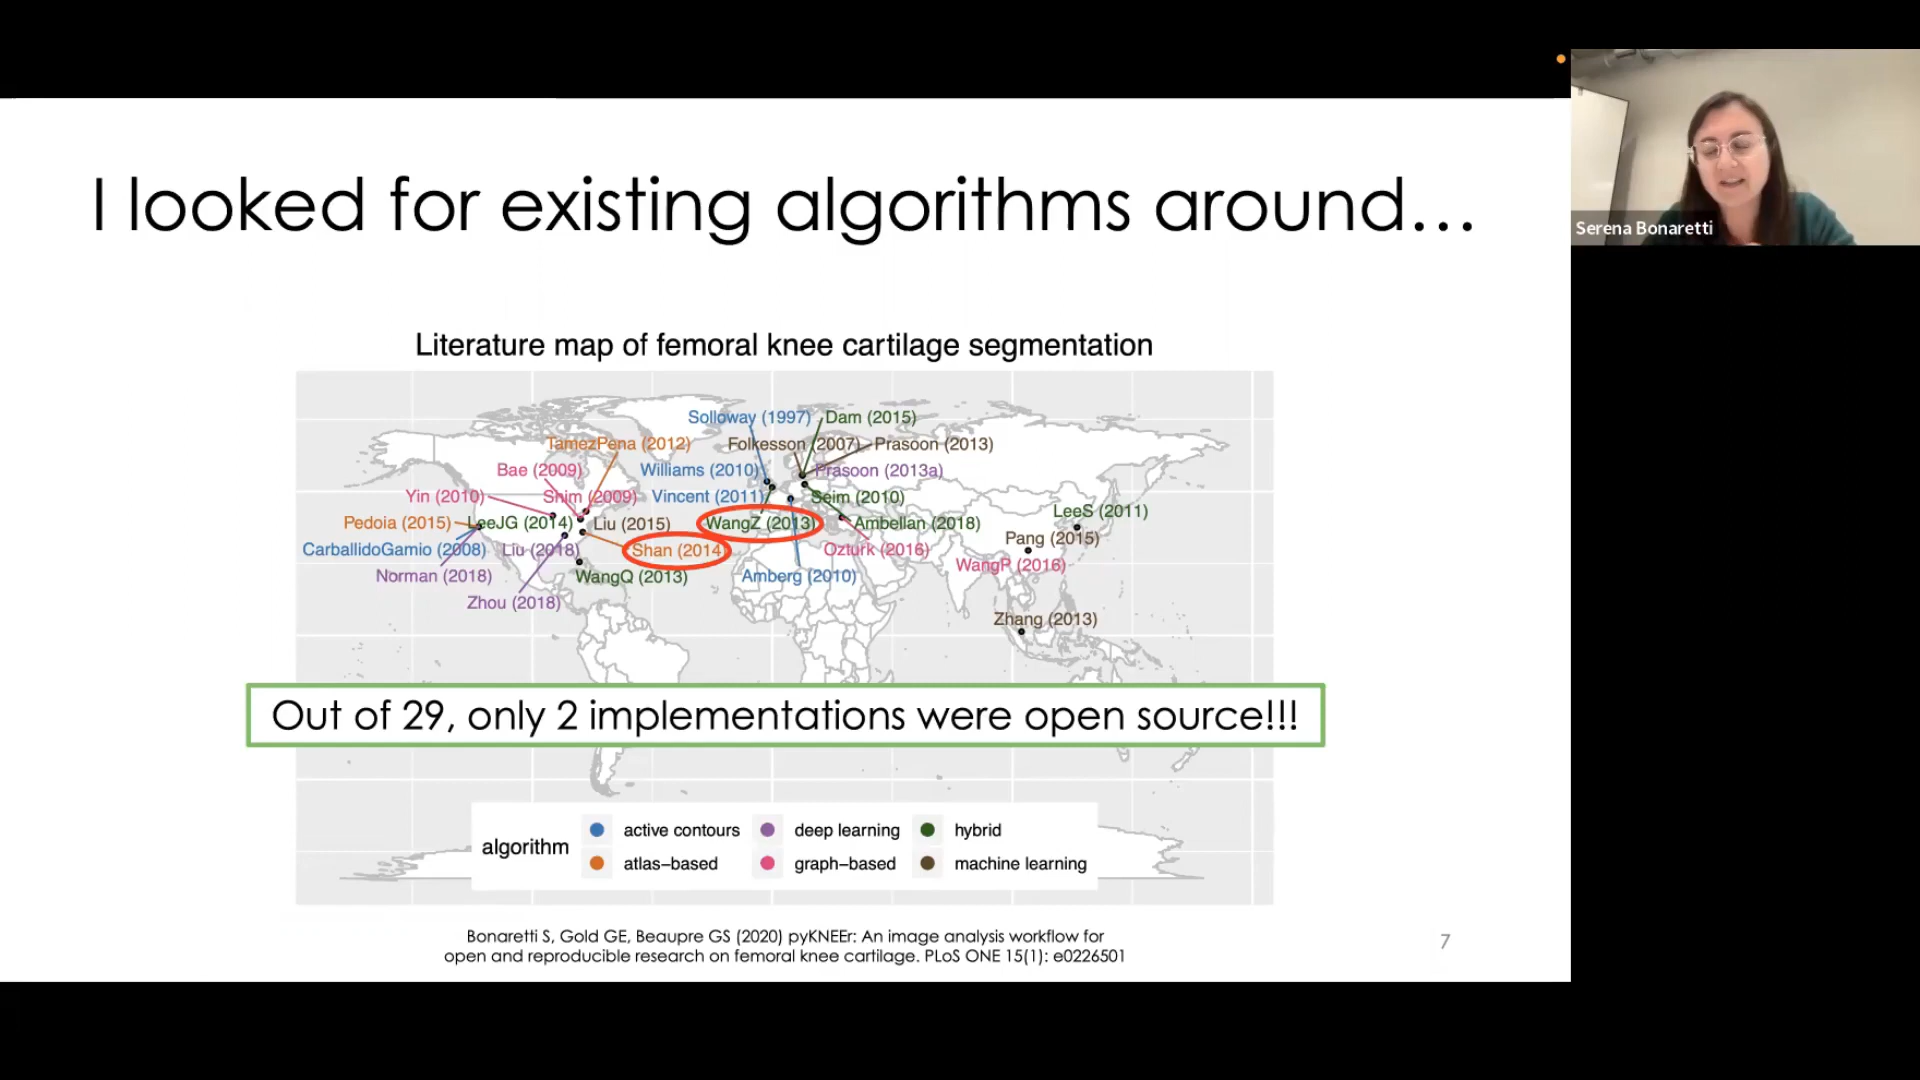 I looked for existing algorithms around...
Serena Bonaretti
Literature map of femoral knee cartilage segmentation
Solloway (1997)
Dam (2015)
TamezPena (2012)
Folkesson (2007)
Prasoon (2013)
Bae (2009)
Williams (2010)
Prasoon (2013a)
Yin (2010)
Shim (2009)
Vincent (2011)
Seim (2010)
LeeS (2011)
Pedoia (2015)
LeeJG (2014)
Liu (2015)
WangZ (2013)
Ambellan (2018)
Pang (2015)
CarballidoGamio (2008)
Liu (2018)
Shan (2014)
Ozturk (2016)
WangP (2016)
Norman (2018)
WangQ (2013)
Amberg (2010)
Zhou (2018)
Zhang (2013)
Out of 29, only 2 implementations were open source!!!
algorithm
active contours
deep learning
hybrid
atlas–based
graph–based
machine learning
Bonaretti S, Gold GE, Beaupre GS (2020) pyKNEEr: An image analysis workflow for
open and reproducible research on femoral knee cartilage. PLoS ONE 15(1): e0226501
7